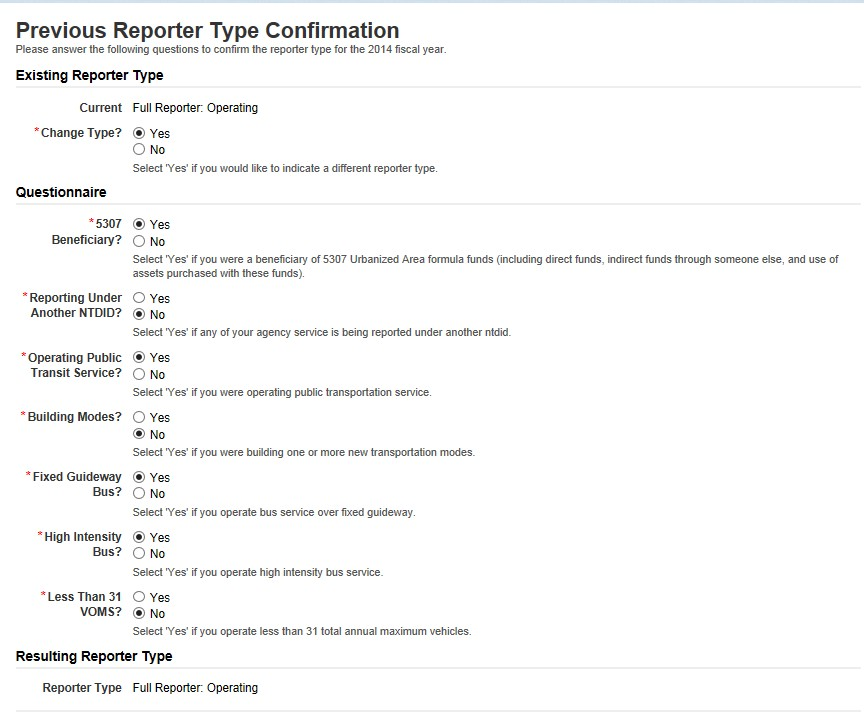 Previous Reporter Type Confirmation
Please answer the following questions to confirm the reporter type for the 2014 fiscal year.
Existing Reporter Type
Current Full Reporter: Operating
*Change Type? Yes
No
Select 'Yes' if you would like to indicate a different reporter type.
Questionnaire
*5307 Yes
Beneficiary? No
Select 'Yes' if you were a beneficiary of 5307 Urbanized Area formula funds (including direct funds, indirect funds through someone else, and use of
assets purchased with these funds).
*Reporting Under Yes
Another NTDID? No
Select 'Yes' if any of your agency service is being reported under another ntdid.
*Operating Public Yes
Transit Service? No
Select 'Yes' if you were operating public transportation service.
*Building Modes? Yes
No
Select 'Yes' if you were building one or more new transportation modes.
*Fixed Guideway Yes
Bus? No
Select 'Yes' if you operate bus service over fixed guideway.
*High Intensity Yes
Bus? No
Select 'Yes' if you operate high intensity bus service.
*Less Than 31 Yes
VOMS? No
Select 'Yes' if you operate less than 31 total annual maximum vehicles.
Resulting Reporter Type
Reporter Type Full Reporter: Operating